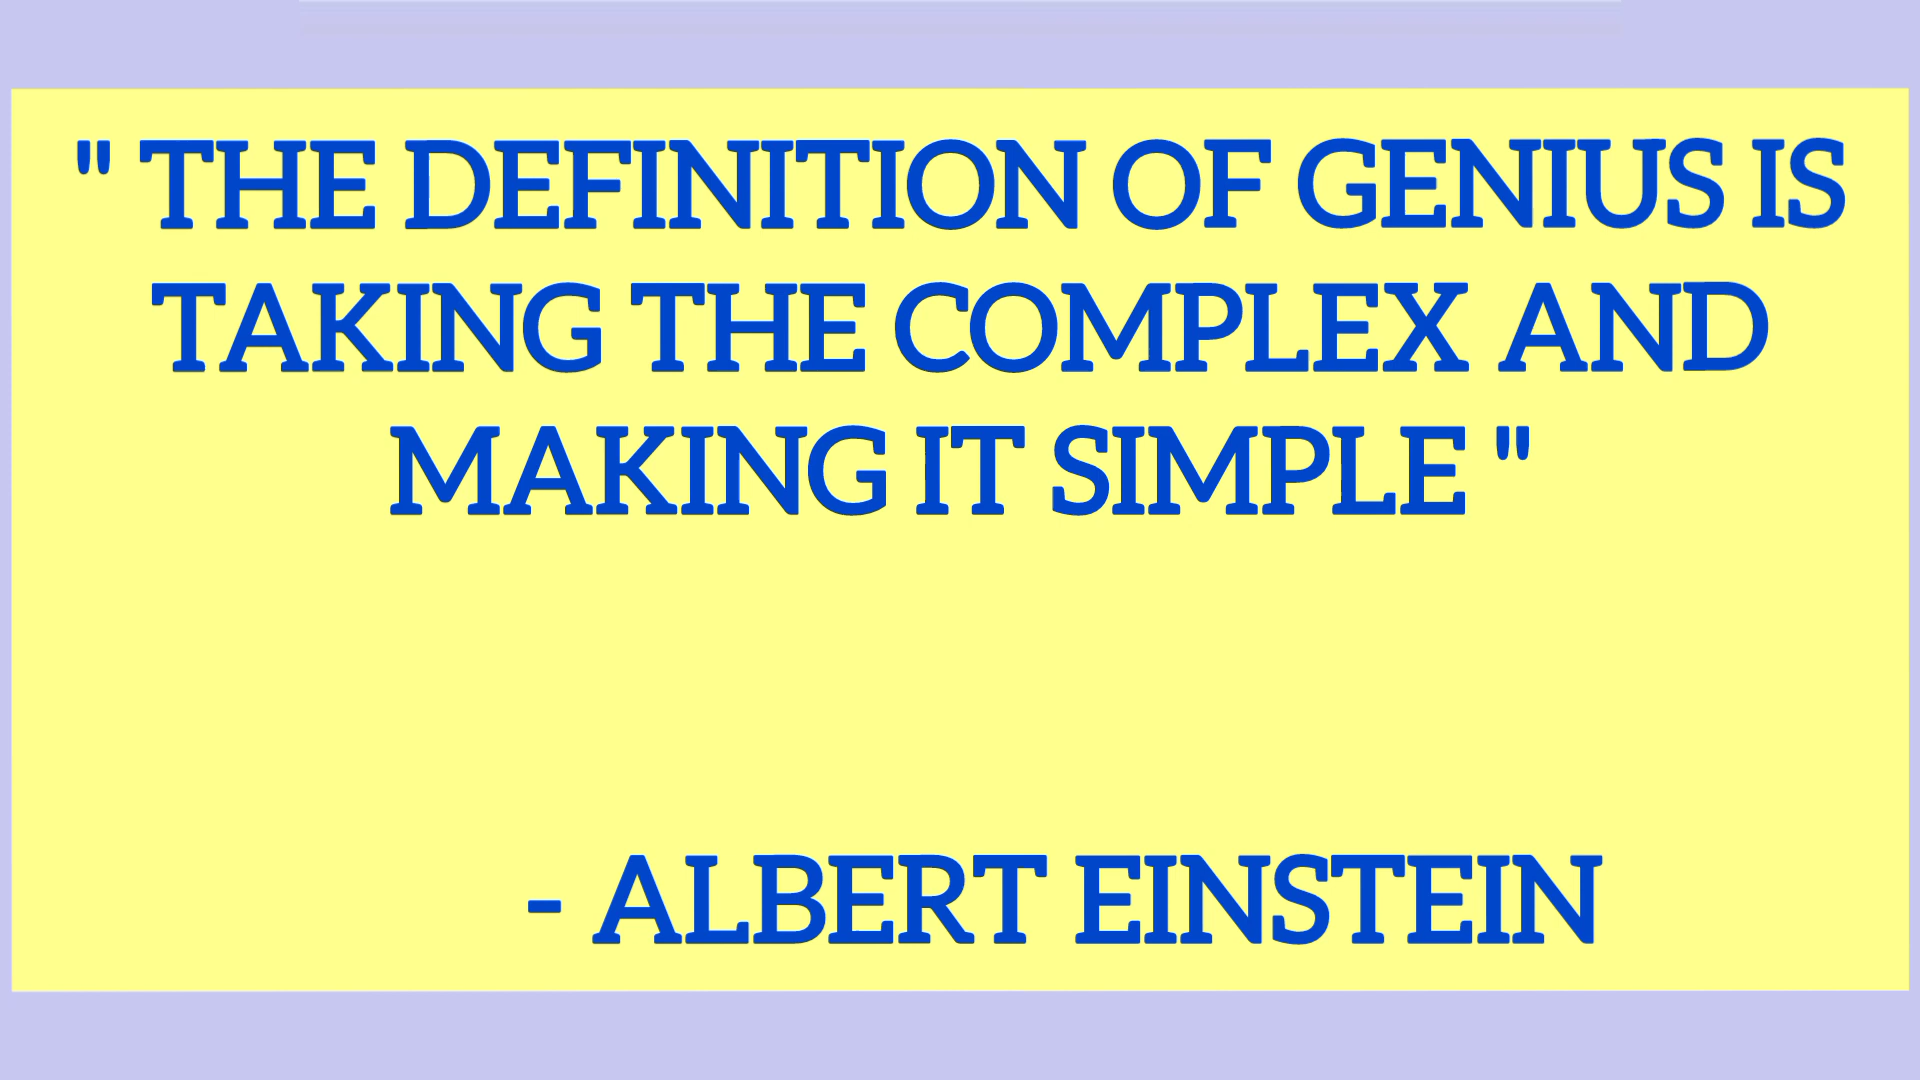 " THE DEFINITION OF GENIUS IS
TAKING THE COMPLEX AND
MAKING IT SIMPLE "
- ALBERT EINSTEIN